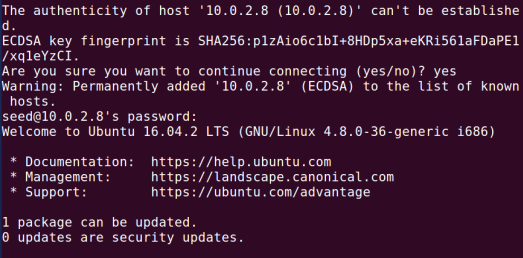 The authenticity of host '10.0.2.8 (10.0.2.8)' can't be establishe
d.
ECDSA key fingerprint is SHA256:p1zAio6c1bI+8HDp5xa+eKRi561aFDaPE1
/xq1eYzCI.
Are you sure you want to continue connecting (yes/no)? yes
Warning: Permanently added '10.0.2.8' (ECDSA) to the list of known
 hosts.
seed@10.0.2.8's password:
Welcome to Ubuntu 16.04.2 LTS (GNU/Linux 4.8.0-36-generic i686)

 * Documentation:  https://help.ubuntu.com
 * Management:     https://landscape.canonical.com
 * Support:        https://ubuntu.com/advantage

1 package can be updated.
0 updates are security updates.